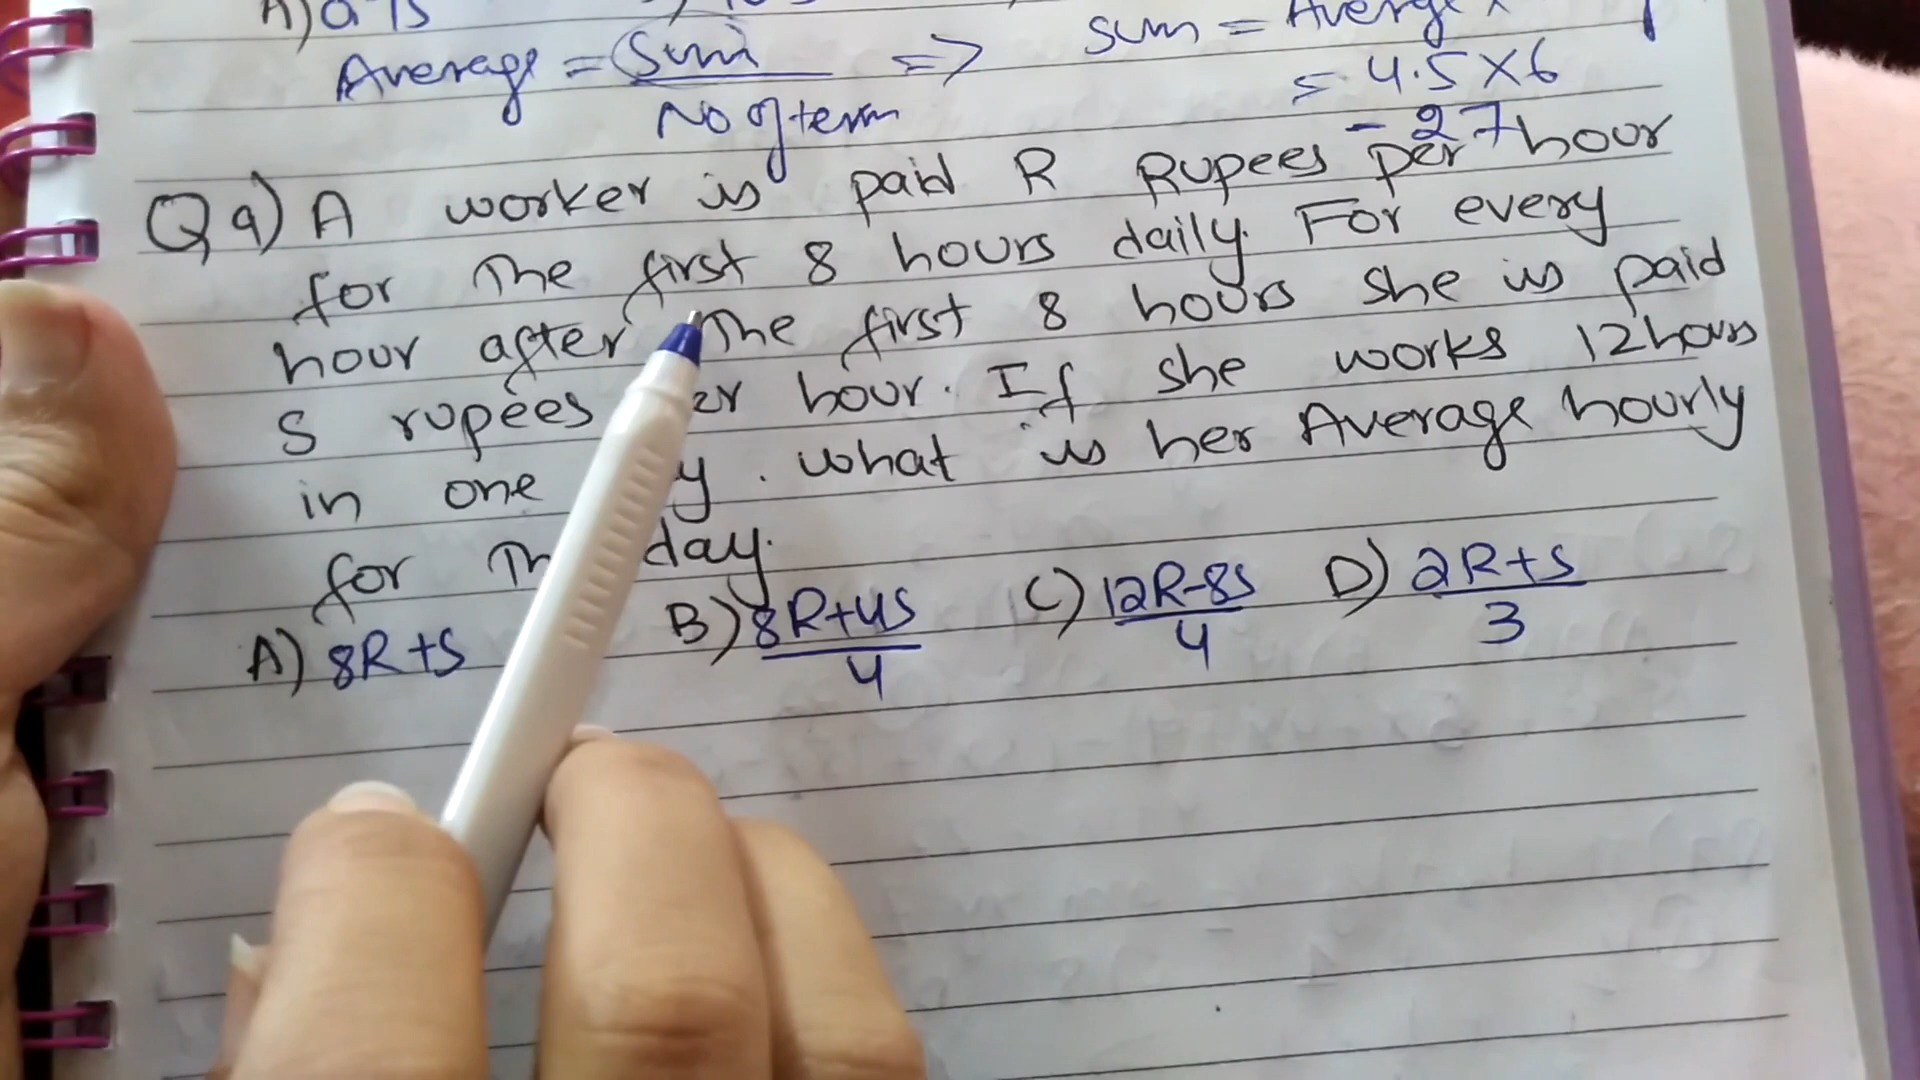 Average = Sum => sum = Average x
No of term = 4.5 X 6
= 27
Q 9) A worker is paid R Rupees per hour
for the first 8 hours daily. For every
hour after the first 8 hours she is paid
S rupees hour. If she works 12 hours
in one . what is her Average hourly
for day.
A) 8R+S B) 8R+4S C) 12R-8S D) 2R+S
4 4 3